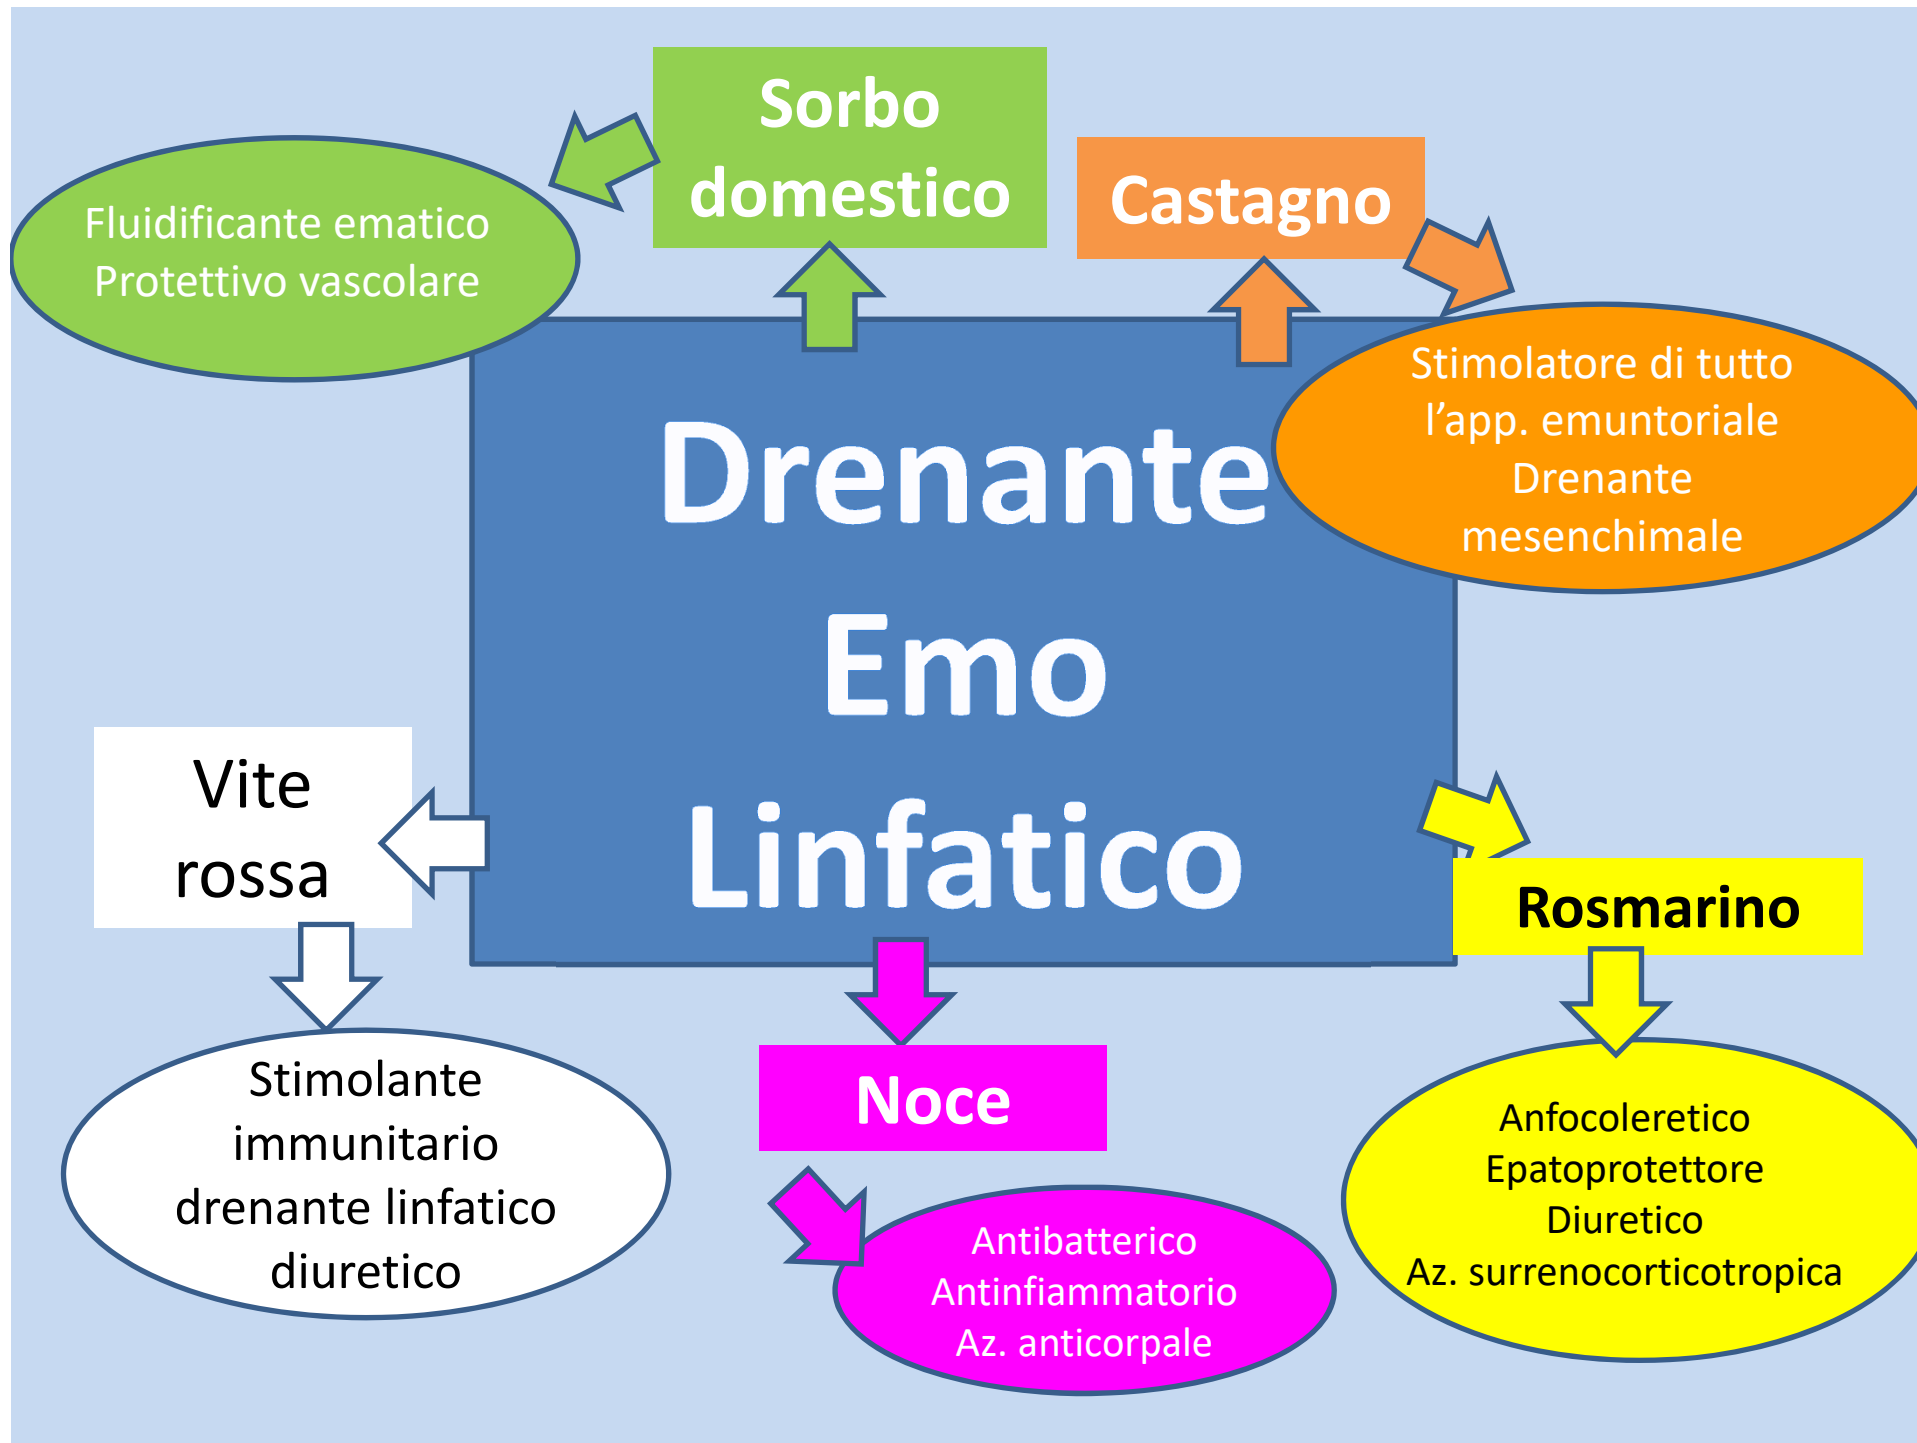 Sorbo
domestico
Castagno
Fluidificante ematico
Protettivo vascolare
Stimolatore di tutto
l’app. emuntoriale
Drenante
mesenchimale
Drenante
Emo
Linfatico
Vite
rossa
Rosmarino
Stimolante
immunitario
drenante linfatico
diuretico
Noce
Antibatterico
Antinfiammatorio
Az. anticorpale
Anfocoleretico
Epatoprotettore
Diuretico
Az. surrenocorticotropica